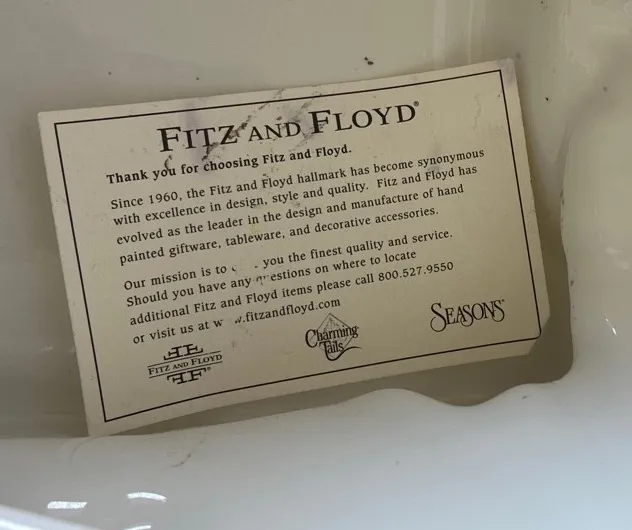 FITZ AND FLOYD®
Thank you for choosing Fitz and Floyd.
Since 1960, the Fitz and Floyd hallmark has become synonymous
with excellence in design, style and quality. Fitz and Floyd has
evolved as the leader in the design and manufacture of hand
painted giftware, tableware, and decorative accessories.
Our mission is to you the finest quality and service.
Should you have any questions on where to locate
additional Fitz and Floyd items please call 800.527.9550
or visit us at www.fitzandfloyd.com
FF
FITZ AND FLOYD
FF®
Charming
Tails
SEASONS